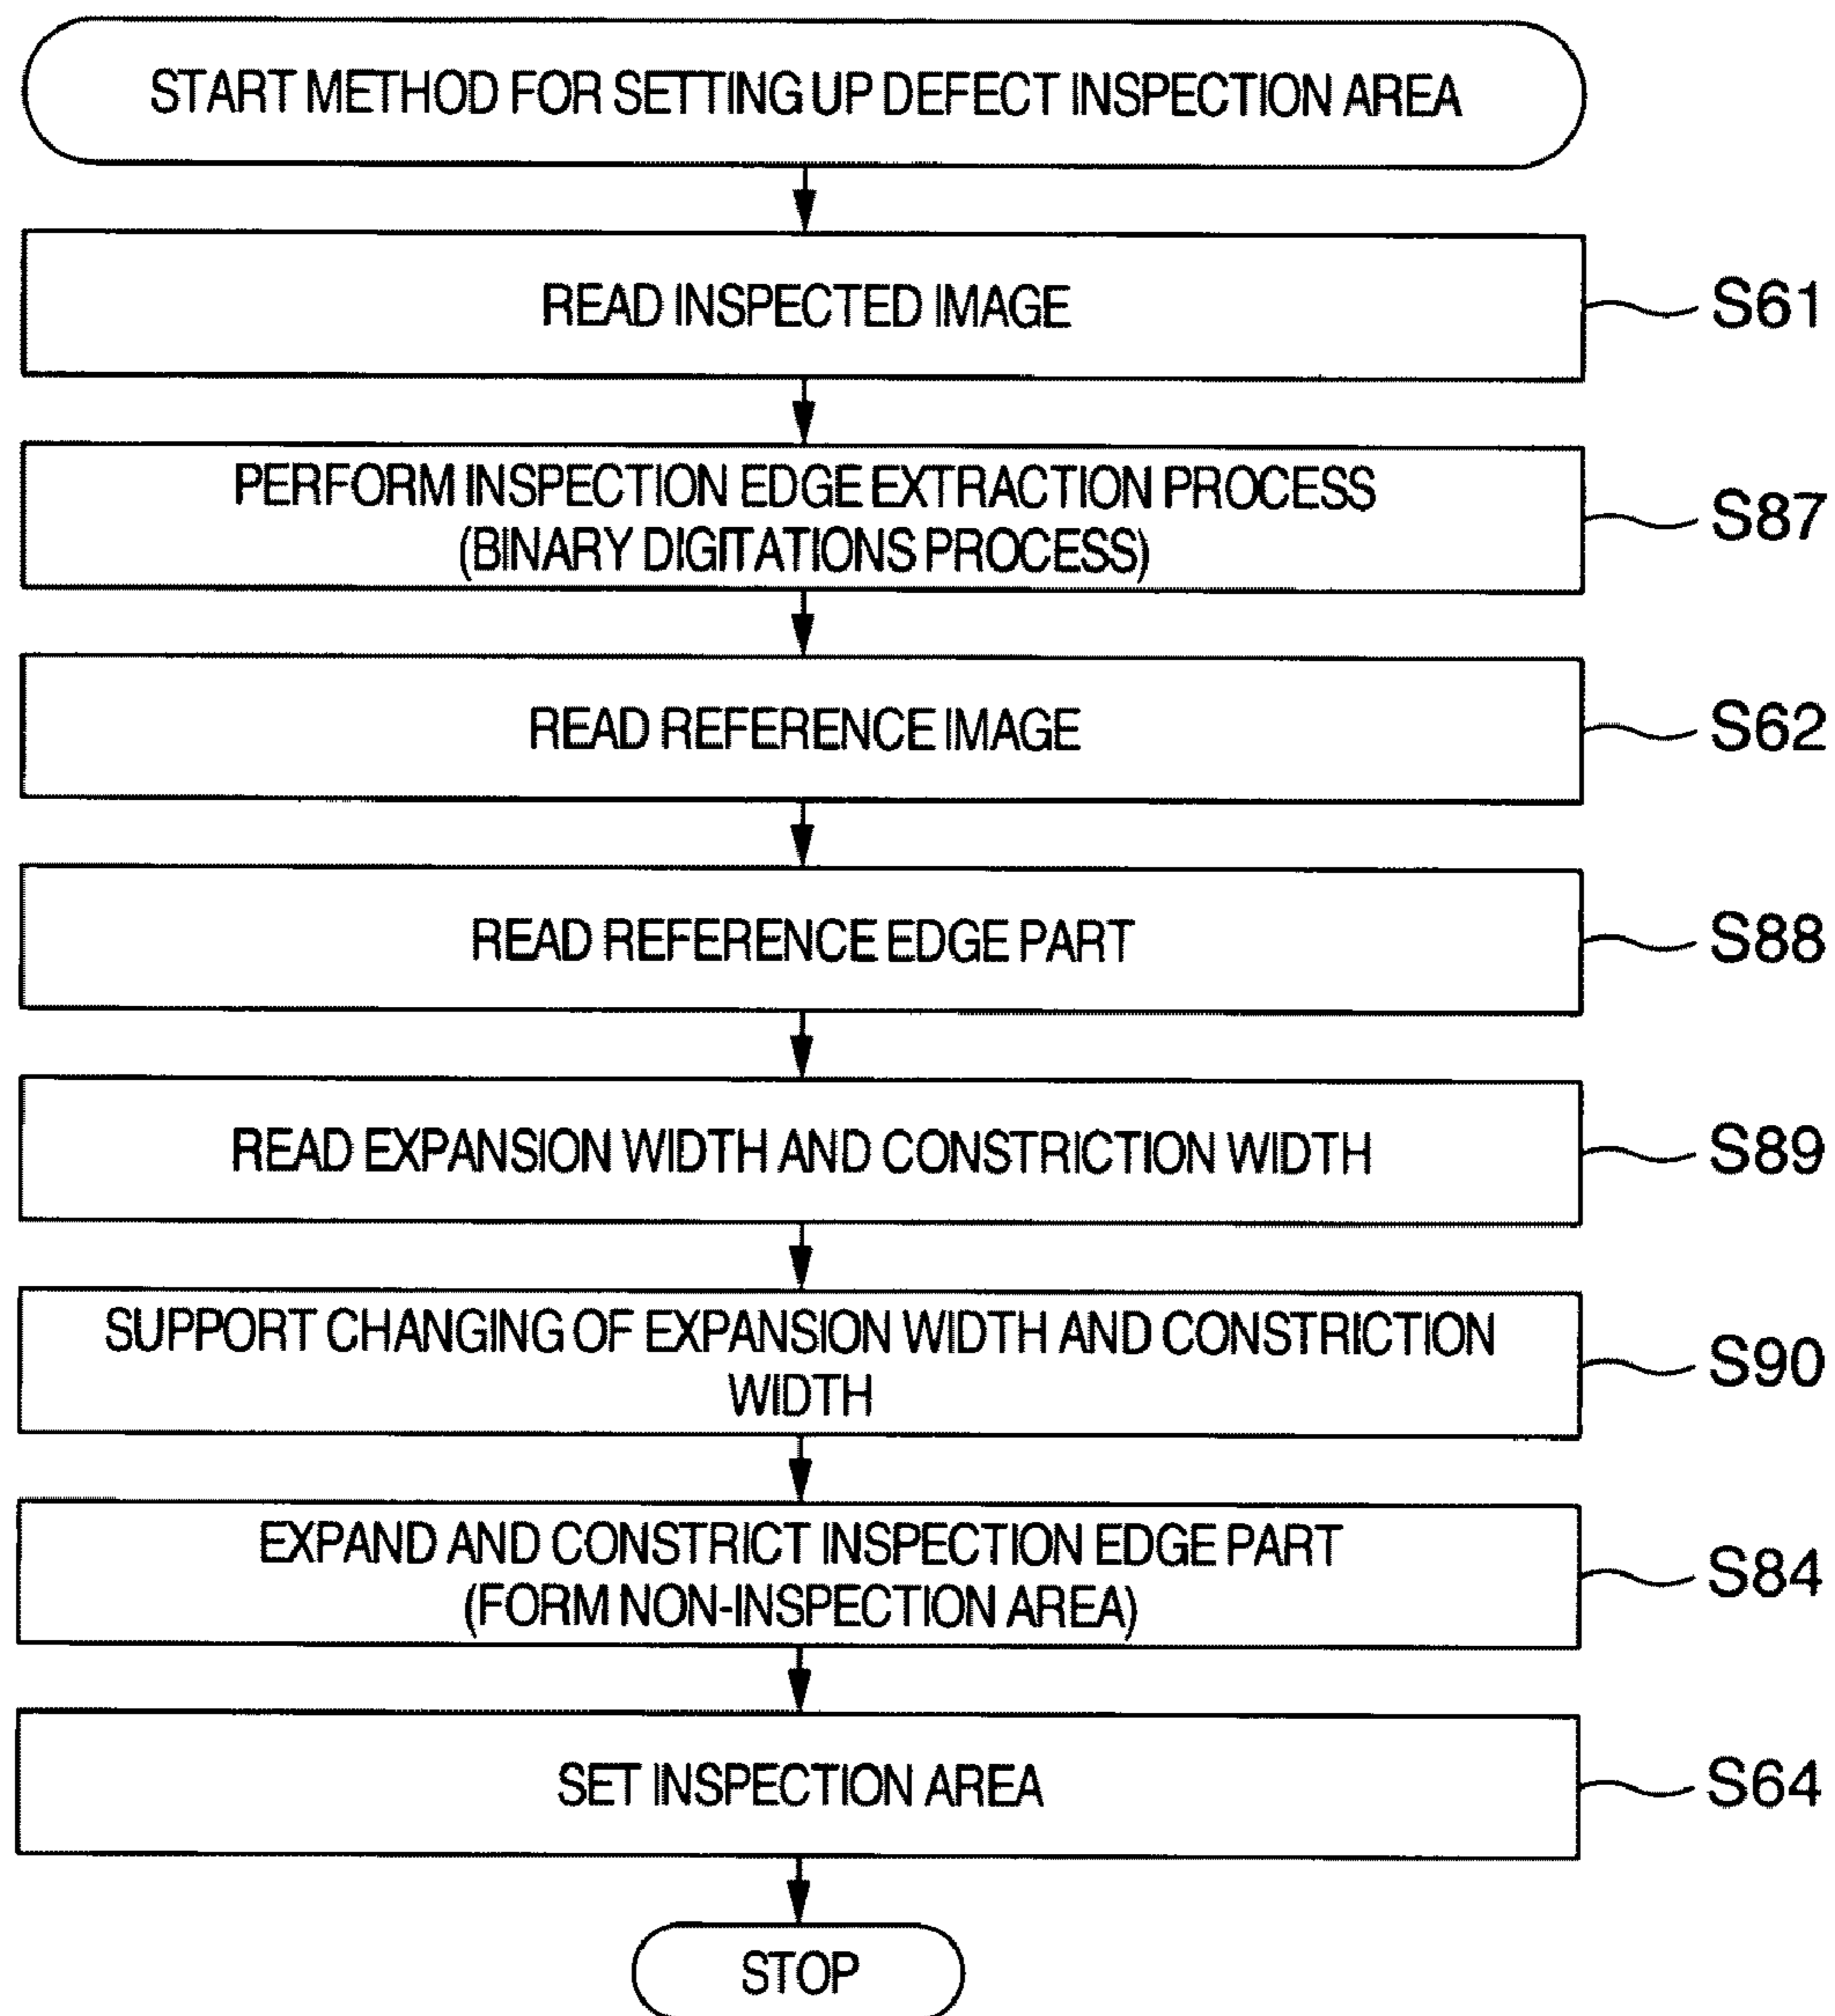 START METHOD FOR SETTING UP DEFECT INSPECTION AREA
READ INSPECTED IMAGE
S61
PERFORM INSPECTION EDGE EXTRACTION PROCESS
(BINARY DIGITATIONS PROCESS)
S87
READ REFERENCE IMAGE
S62
READ REFERENCE EDGE PART
S88
READ EXPANSION WIDTH AND CONSTRICTION WIDTH
S89
SUPPORT CHANGING OF EXPANSION WIDTH AND CONSTRICTION
WIDTH
S90
EXPAND AND CONSTRICT INSPECTION EDGE PART
(FORM NON-INSPECTION AREA)
S84
SET INSPECTION AREA
S64
STOP